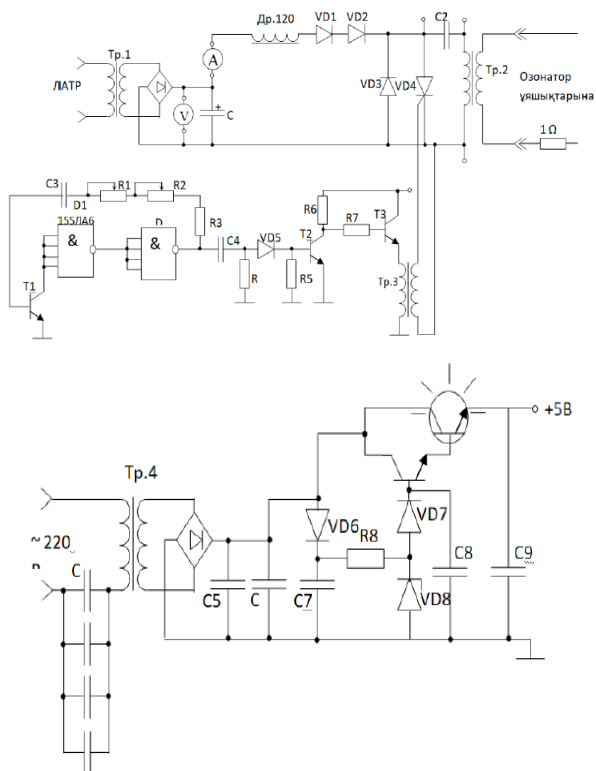 Др.120
VD1
VD2
C2
Тр.1
A
ЛАТР
V
+
C
VD3
VD4
Тр.2
Озонатор
ұяшықтарына
1 Ω
C3
D1
R1
R2
155ЛА6
&
D
&
R3
C4
VD5
R
R5
T2
R6
R7
T3
Тр.3
T1
+5В
Тр.4
~220
C
C5
C
VD6
R8
C7
VD7
VD8
C8
C9